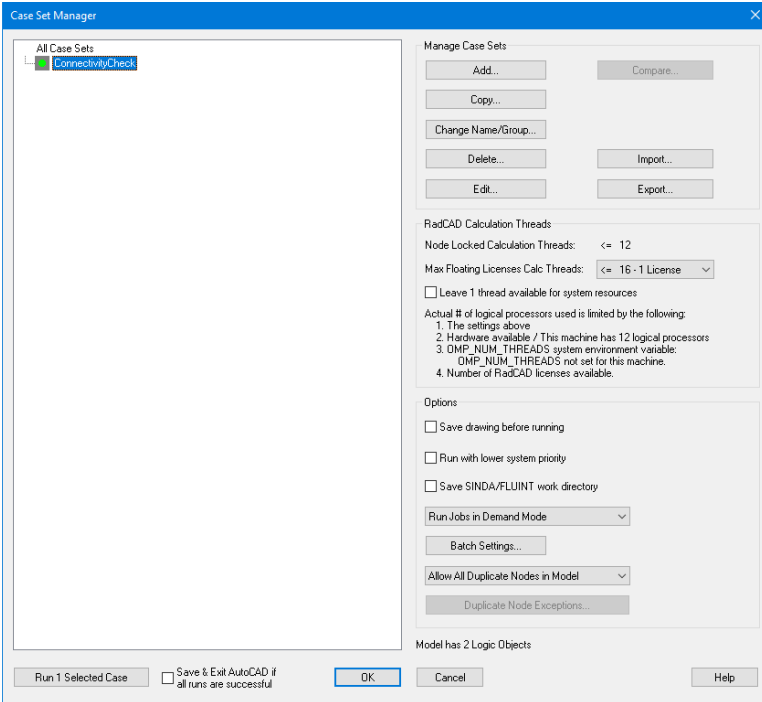 Case Set Manager
All Case Sets
ConnectivityCheck
Manage Case Sets
Add...
Compare...
Copy...
Change Name/Group...
Delete...
Import...
Edit...
Export...
RadCAD Calculation Threads
Node Locked Calculation Threads: <= 12
Max Floating Licenses Calc Threads: <= 16 - 1 License
Leave 1 thread available for system resources
Actual # of logical processors used is limited by the following:
1. The settings above
2. Hardware available / This machine has 12 logical processors
3. OMP_NUM_THREADS system environment variable:
OMP_NUM_THREADS not set for this machine.
4. Number of RadCAD licenses available.
Options
Save drawing before running
Run with lower system priority
Save SINDA/FLUINT work directory
Run Jobs in Demand Mode
Batch Settings...
Allow All Duplicate Nodes in Model
Duplicate Node Exceptions...
Model has 2 Logic Objects
Run 1 Selected Case
Save & Exit AutoCAD if
all runs are successful
OK
Cancel
Help